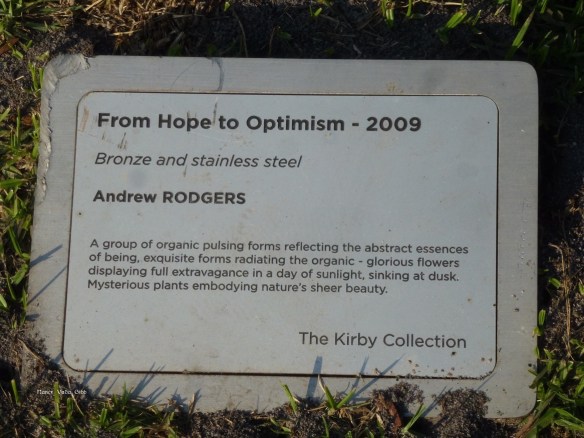 From Hope to Optimism - 2009
Bronze and stainless steel
Andrew RODGERS
A group of organic pulsing forms reflecting the abstract essences
of being, exquisite forms radiating the organic - glorious flowers
displaying full extravagance in a day of sunlight, sinking at dusk.
Mysterious plants embodying nature's sheer beauty.
The Kirby Collection